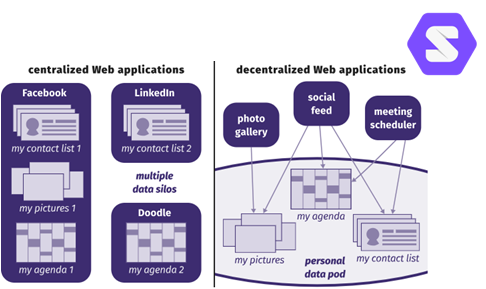 centralized Web applications
Facebook
my contact list 1
my pictures 1
my agenda 1
LinkedIn
my contact list 2
multiple
data silos
Doodle
my agenda 2
decentralized Web applications
photo
gallery
social
feed
meeting
scheduler
my agenda
my pictures
personal
data pod
my contact list
S